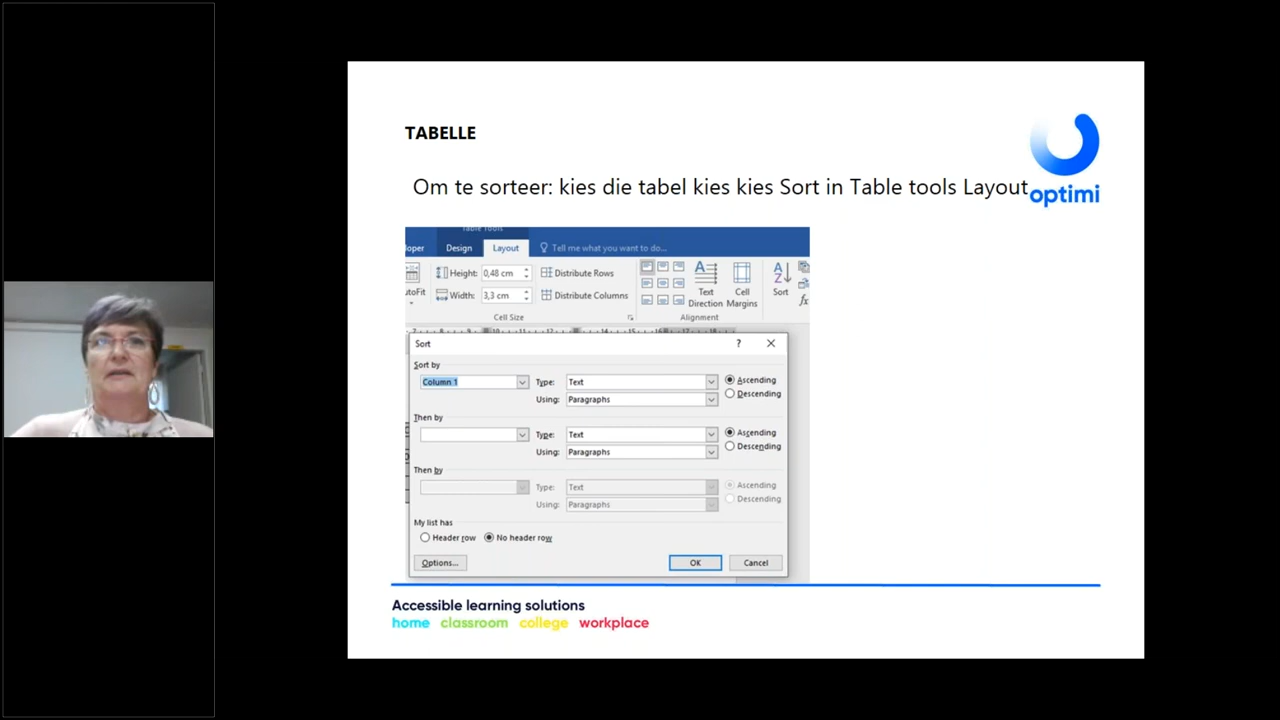 TABELLE
Om te sorteer: kies die tabel kies kies Sort in Table tools Layout
optimi
Table Tools
loper Design Layout Tell me what you want to do...
utoFit
Height: 0,48 cm Distribute Rows
Width: 3,3 cm Distribute Columns
Text Direction Cell Margins Sort
Cell Size Alignment
Sort ?
Sort by
Column 1 Type: Text Ascending
Using: Paragraphs Descending
Then by
Type: Text Ascending
Using: Paragraphs Descending
Then by
Type: Text Ascending
Using: Paragraphs Descending
My list has
Header row No header row
Options... OK Cancel
Accessible learning solutions
home classroom college workplace